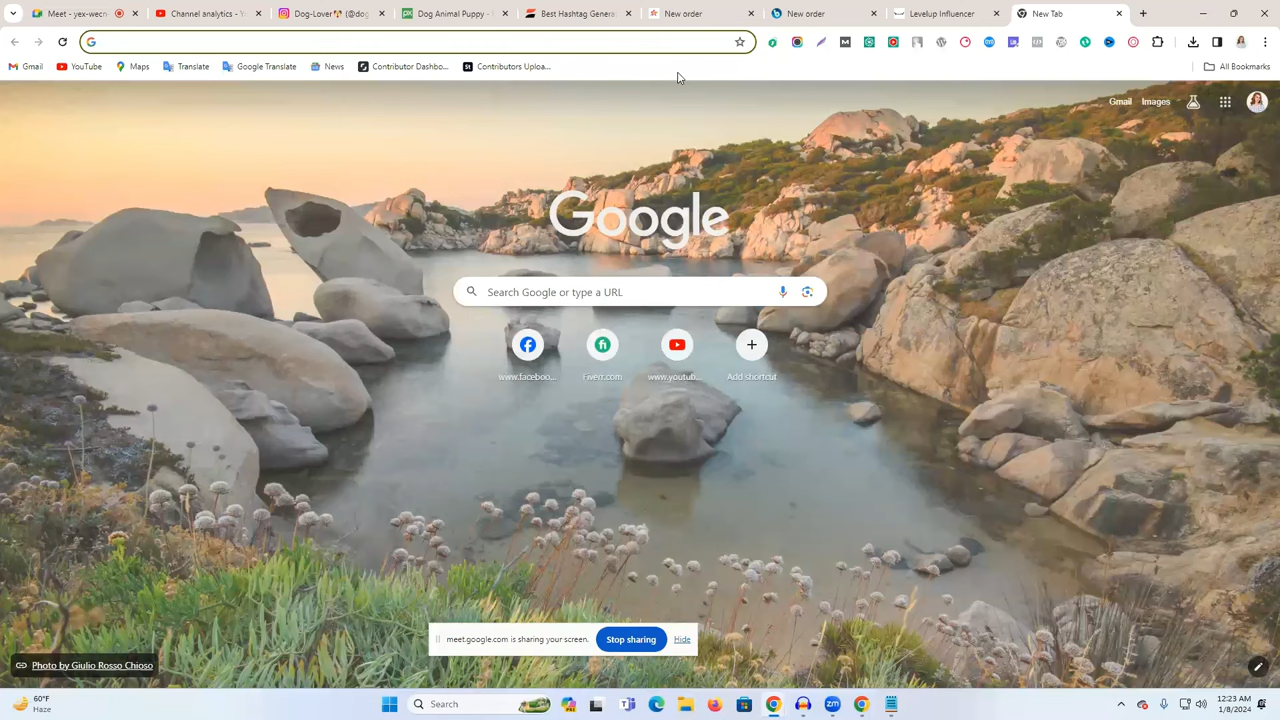 Meet - yex-wecn-
Channel analytics - Yo
Dog-Lover (@dog
Dog Animal Puppy -
Best Hashtag Genera
New order
New order
Levelup Influencer
New Tab
Gmail
YouTube
Maps
Translate
Google Translate
News
Contributor Dashbo...
Contributors Uploa...
All Bookmarks
Gmail
Images
Google
Search Google or type a URL
www.faceboo...
Fiverr.com
www.youtub...
Add shortcut
meet.google.com is sharing your screen.
Stop sharing
Hide
Photo by Giulio Rosso Chioso
60°F
Haze
Search
12:23 AM
1/8/2024